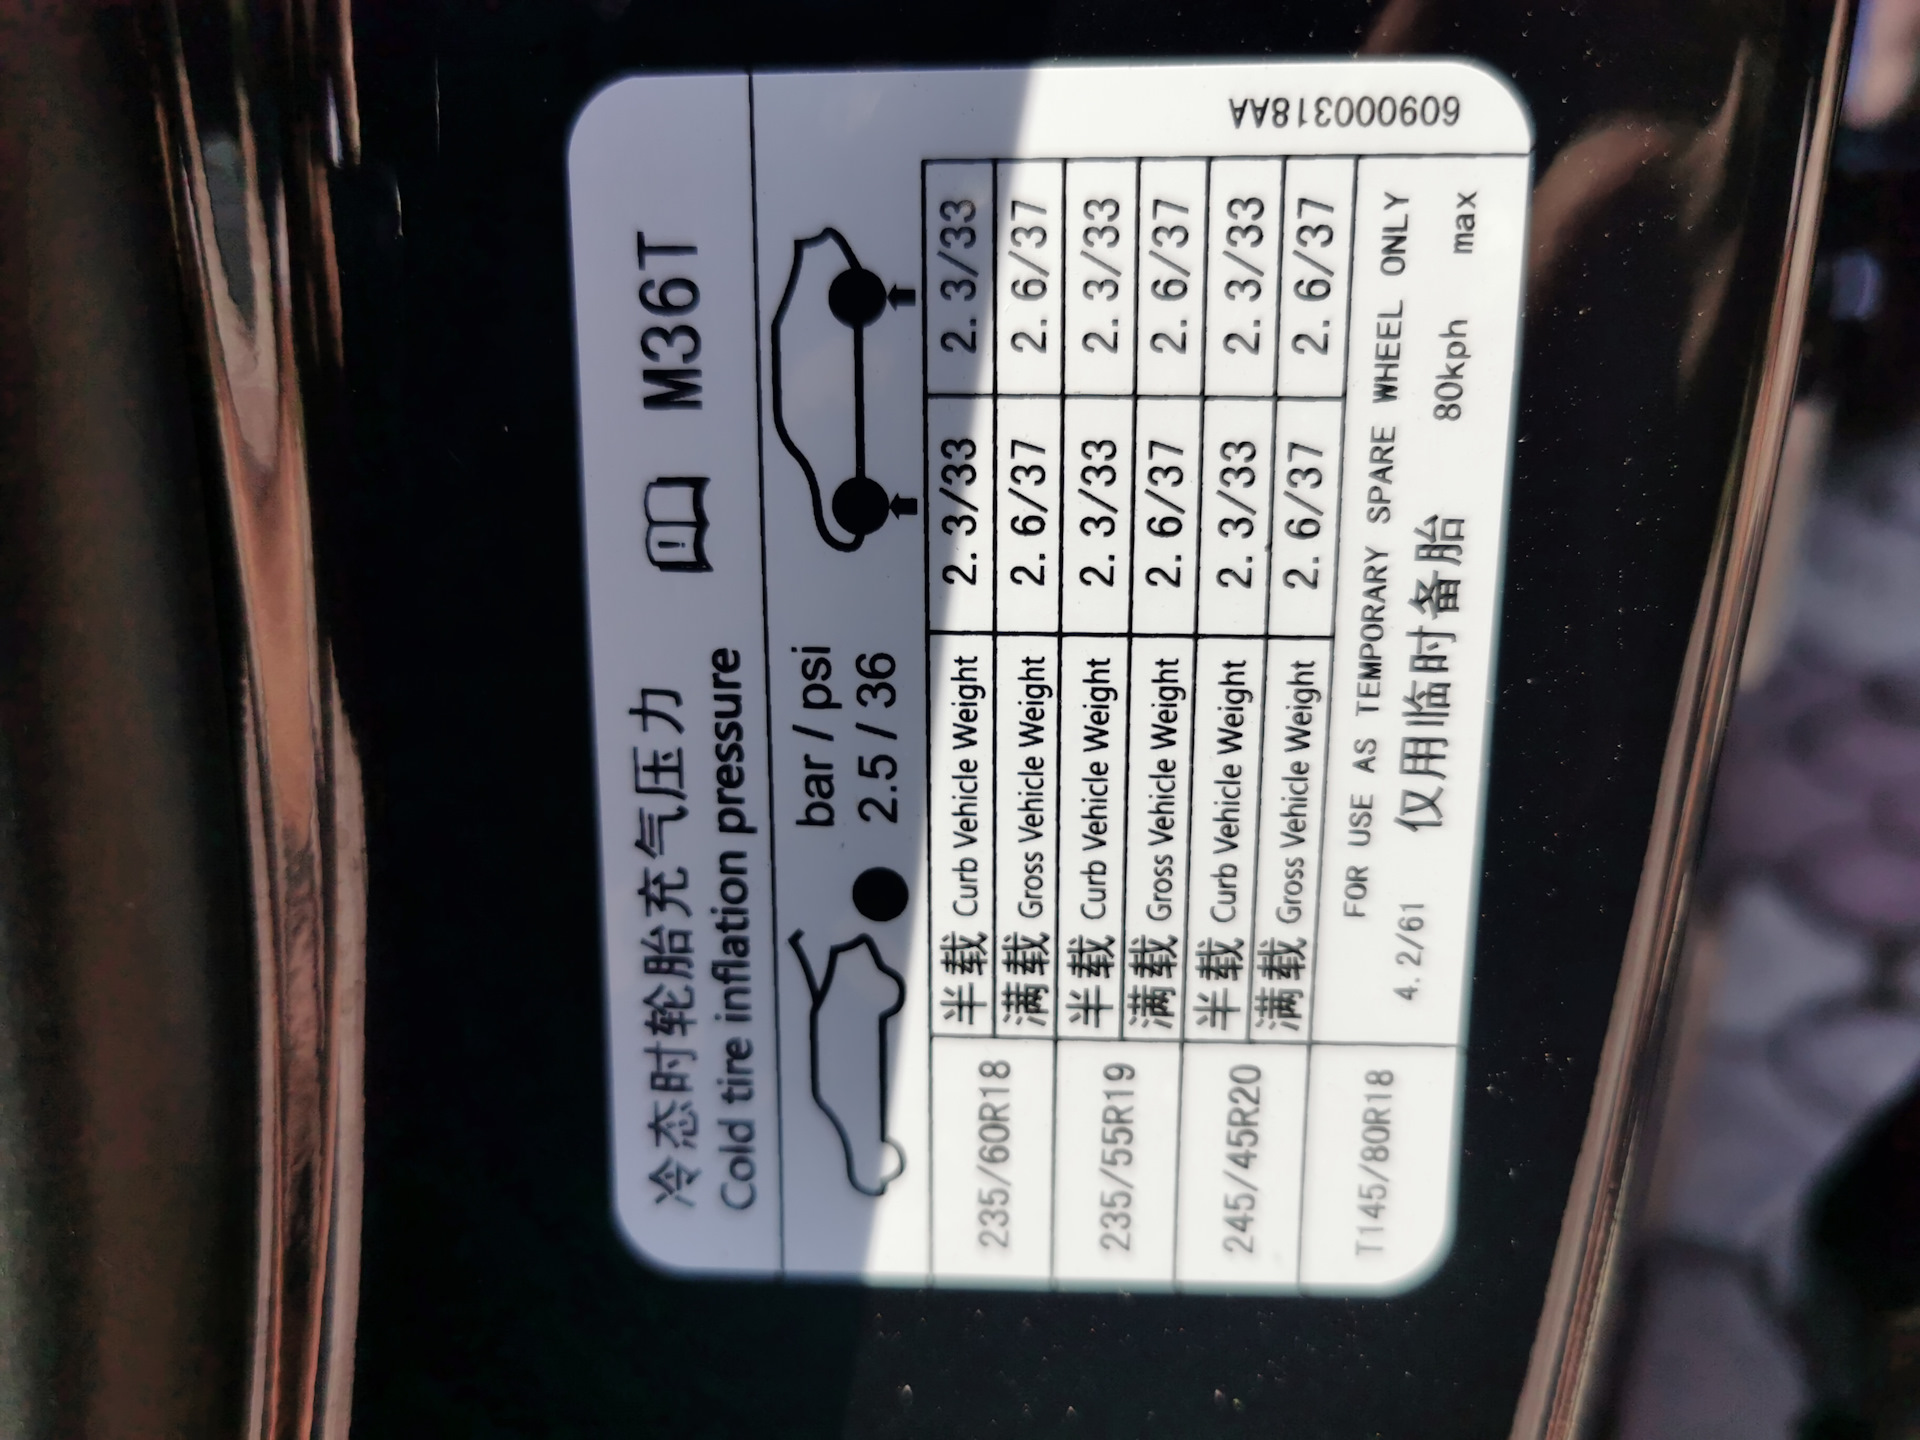 冷态时轮胎充气压力
Cold tire inflation pressure
M36T
bar / psi
2.5 / 36
235/60R18 半载 Curb Vehicle Weight 2.3/33 2.3/33
满载 Gross Vehicle Weight 2.6/37 2.6/37
235/55R19 半载 Curb Vehicle Weight 2.3/33 2.3/33
满载 Gross Vehicle Weight 2.6/37 2.6/37
245/45R20 半载 Curb Vehicle Weight 2.3/33 2.3/33
满载 Gross Vehicle Weight 2.6/37 2.6/37
T145/80R18 FOR USE AS TEMPORARY SPARE WHEEL ONLY
4.2/61 仅用临时备胎 80kph max
609000318AA